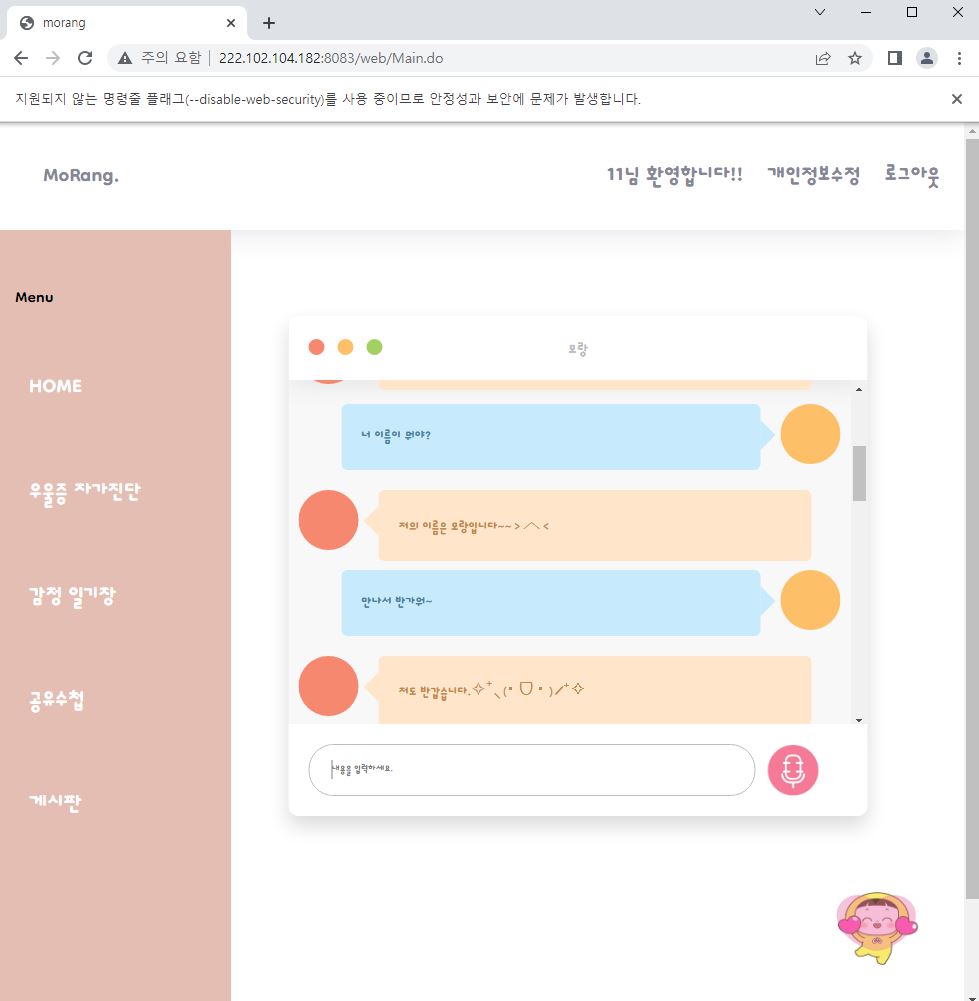 morang
주의 요함 | 222.102.104.182:8083/web/Main.do
지원되지 않는 명령줄 플래그(--disable-web-security)를 사용 중이므로 안정성과 보안에 문제가 발생합니다.
MoRang.
11님 환영합니다!! 개인정보수정 로그아웃
Menu
HOME
우울증 자가진단
감정 일기장
공유수첩
게시판
모랑
너 이름이 뭐야?
저의 이름은 모랑입니다~~ > ㅅ <
만나서 반가워~
저도 반갑습니다.✧⁺⸜(･ ᗜ ･ )⸝⁺✧
내용을 입력하세요.